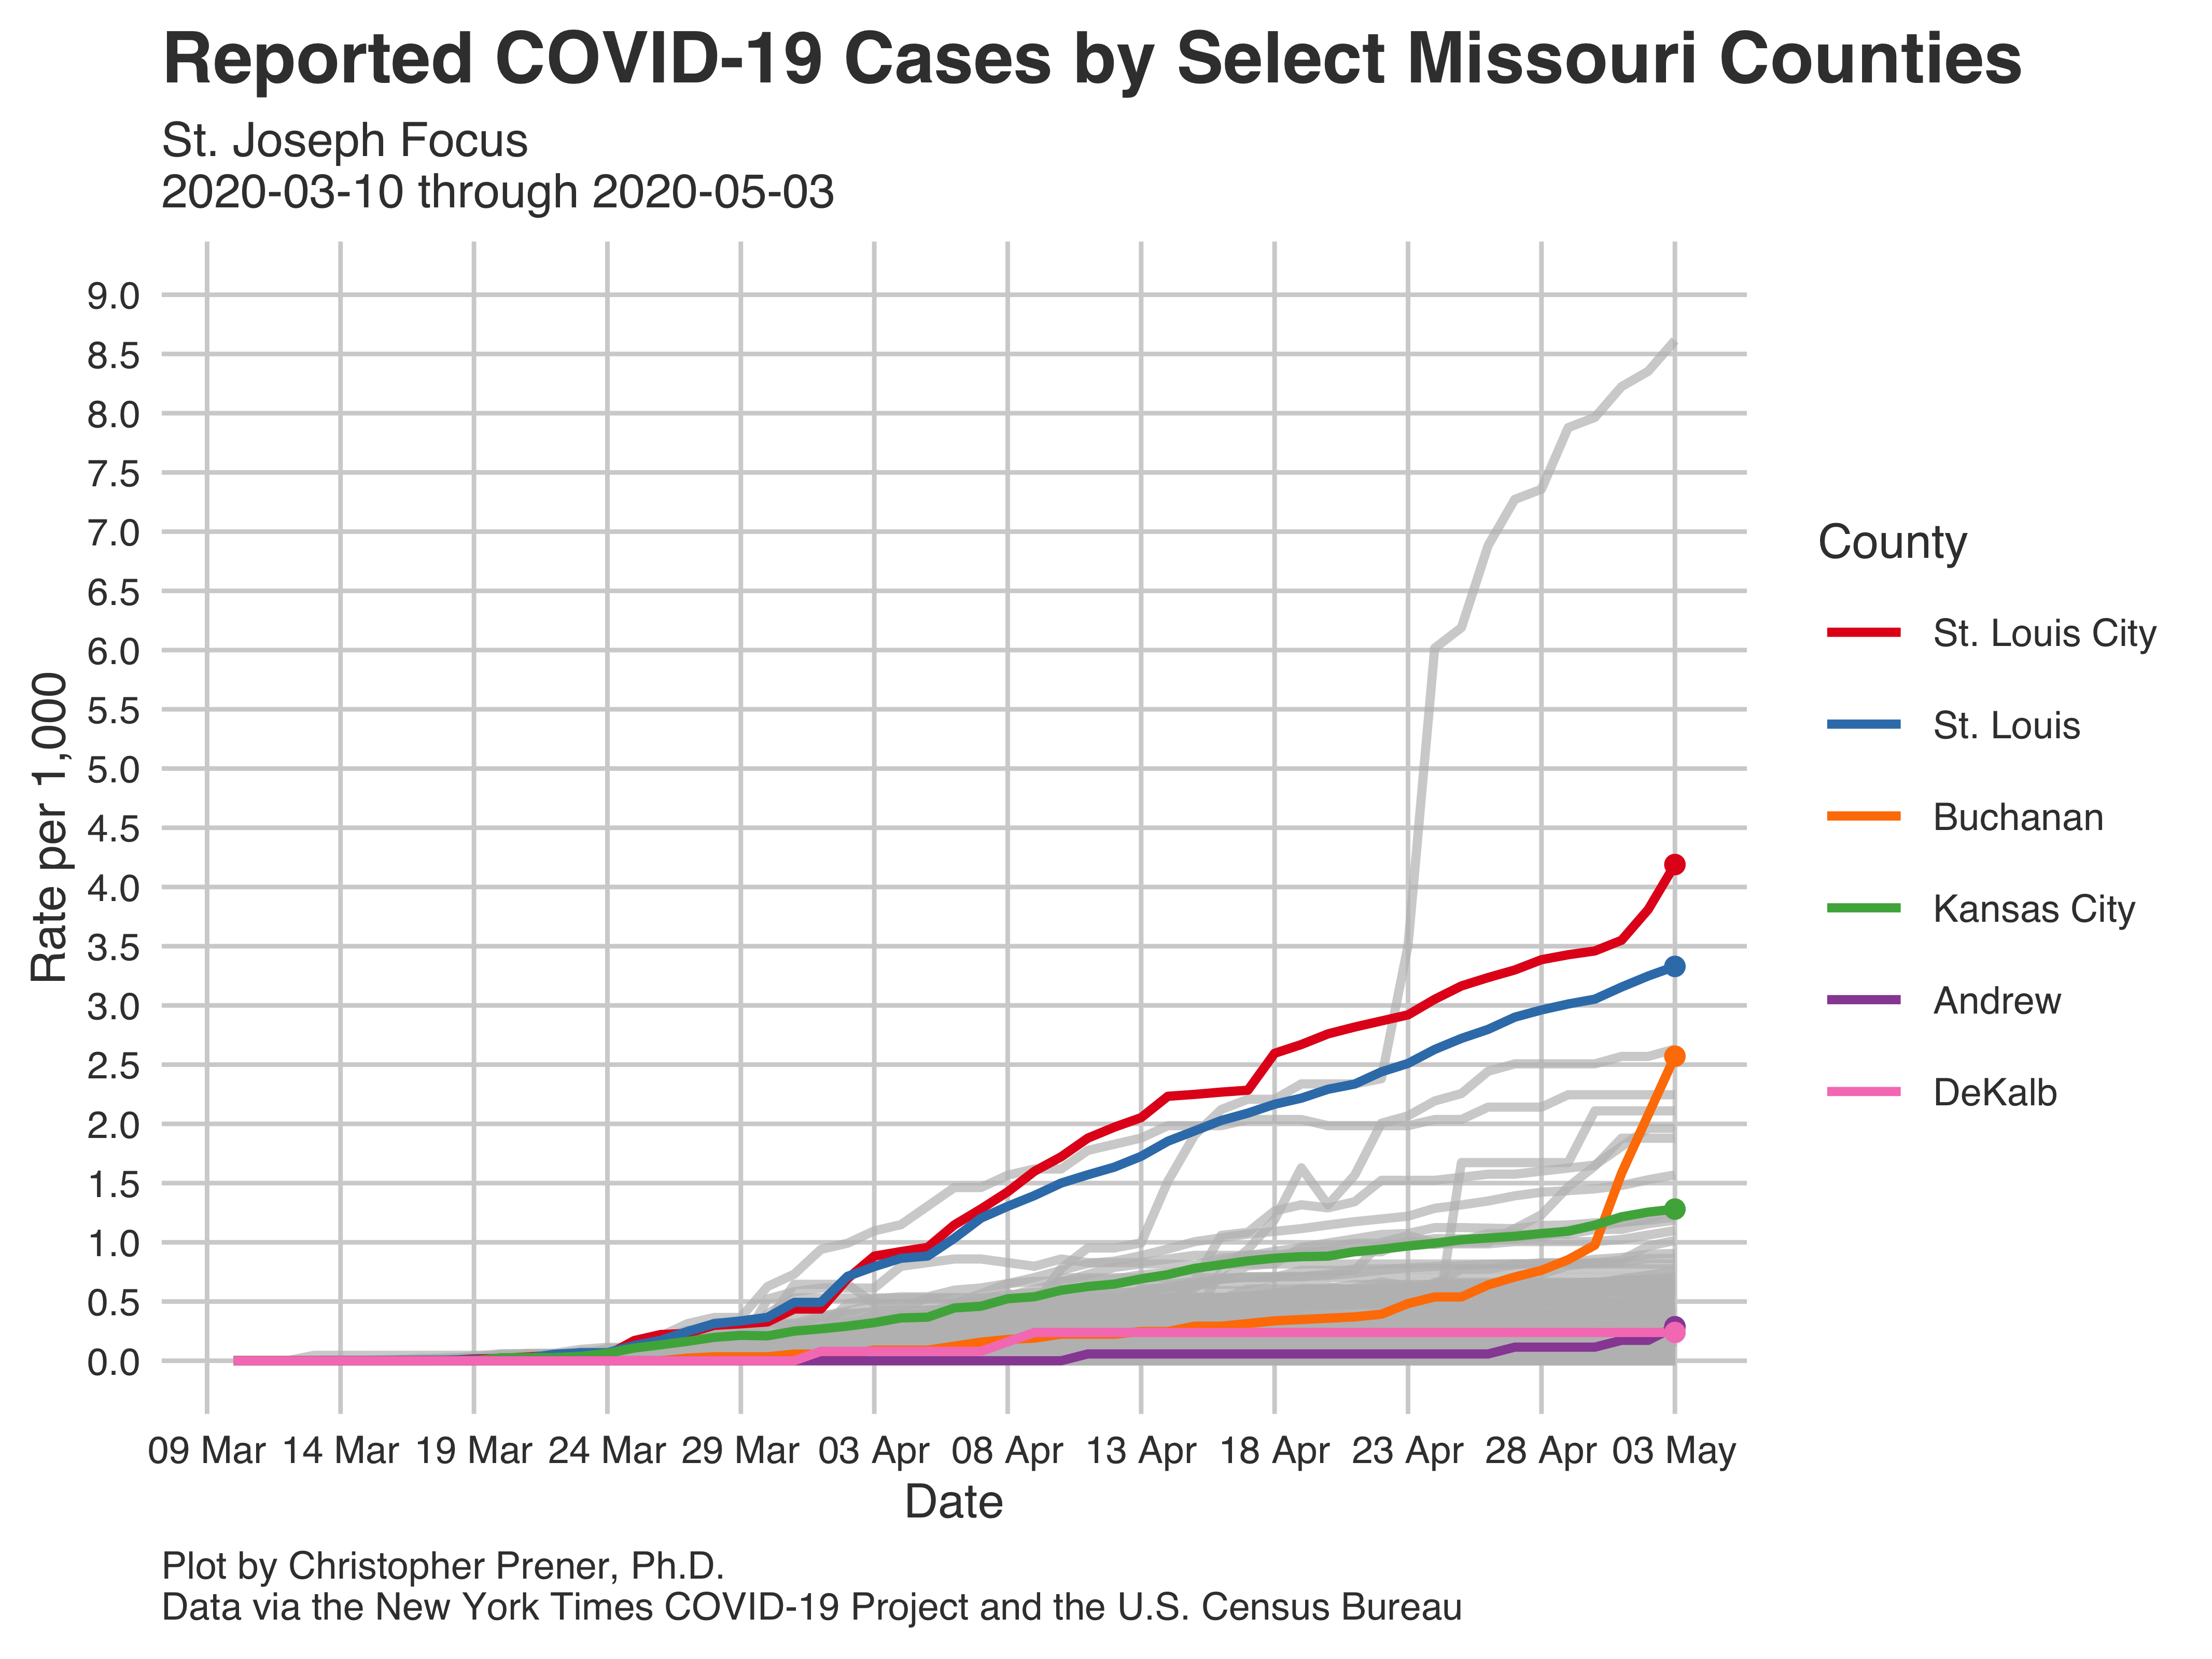 Reported COVID-19 Cases by Select Missouri Counties
St. Joseph Focus
2020-03-10 through 2020-05-03
Rate per 1,000
9.0
8.5
8.0
7.5
7.0
6.5
6.0
5.5
5.0
4.5
4.0
3.5
3.0
2.5
2.0
1.5
1.0
0.5
0.0
09 Mar 14 Mar 19 Mar 24 Mar 29 Mar 03 Apr 08 Apr 13 Apr 18 Apr 23 Apr 28 Apr 03 May
Date
County
St. Louis City
St. Louis
Buchanan
Kansas City
Andrew
DeKalb
Plot by Christopher Prener, Ph.D.
Data via the New York Times COVID-19 Project and the U.S. Census Bureau